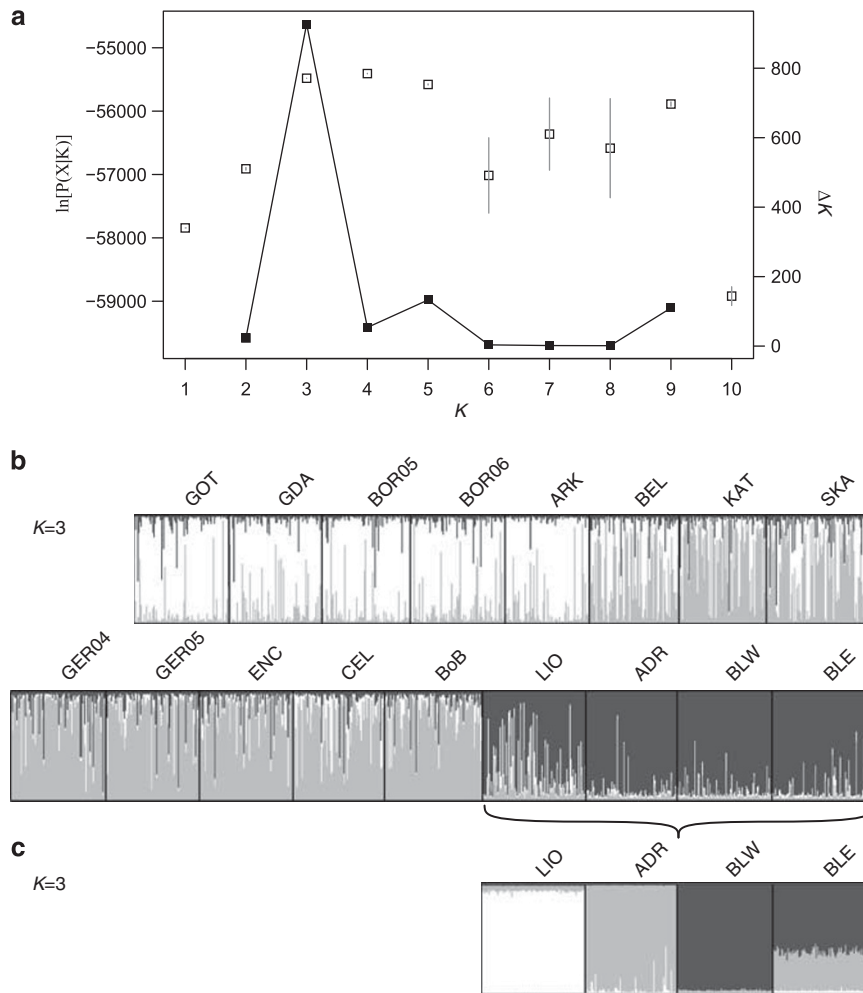 a
−55000
−56000
−57000
−58000
−59000
ln[P(X|K)]
800
600
400
200
0
ΔK
1 2 3 4 5 6 7 8 9 10
K
b
GOT GDA BOR05 BOR06 ARK BEL KAT SKA
K=3
GER04 GER05 ENC CEL BoB LIO ADR BLW BLE
c
LIO ADR BLW BLE
K=3